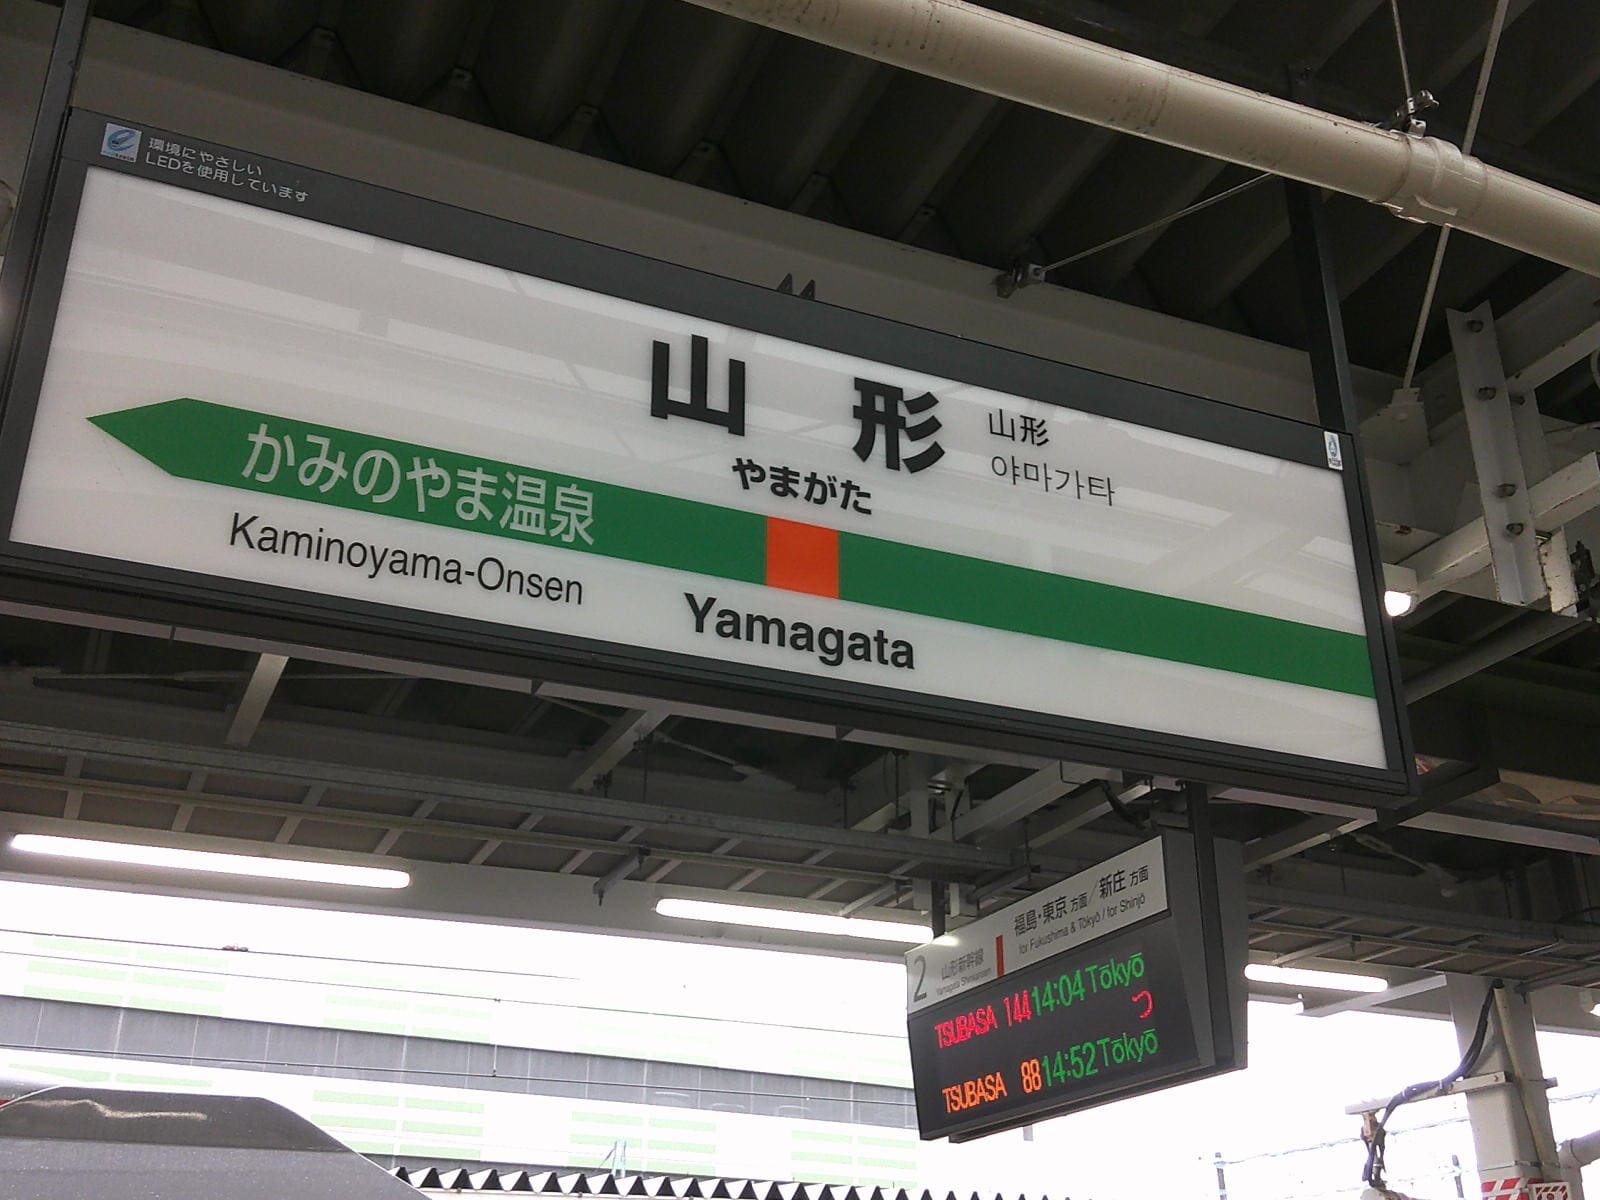 環境にやさしい
LEDを使用しています
山形
山形
야마가타
やまがた
かみのやま温泉
Kaminoyama-Onsen
Yamagata
2
山形新幹線
Yamagata Shinkansen
福島・東京 方面 / 新庄 方面
for Fukushima & Tōkyō / for Shinjō
TSUBASA 144 14:04 Tōkyō
つ
TSUBASA 88 14:52 Tōkyō